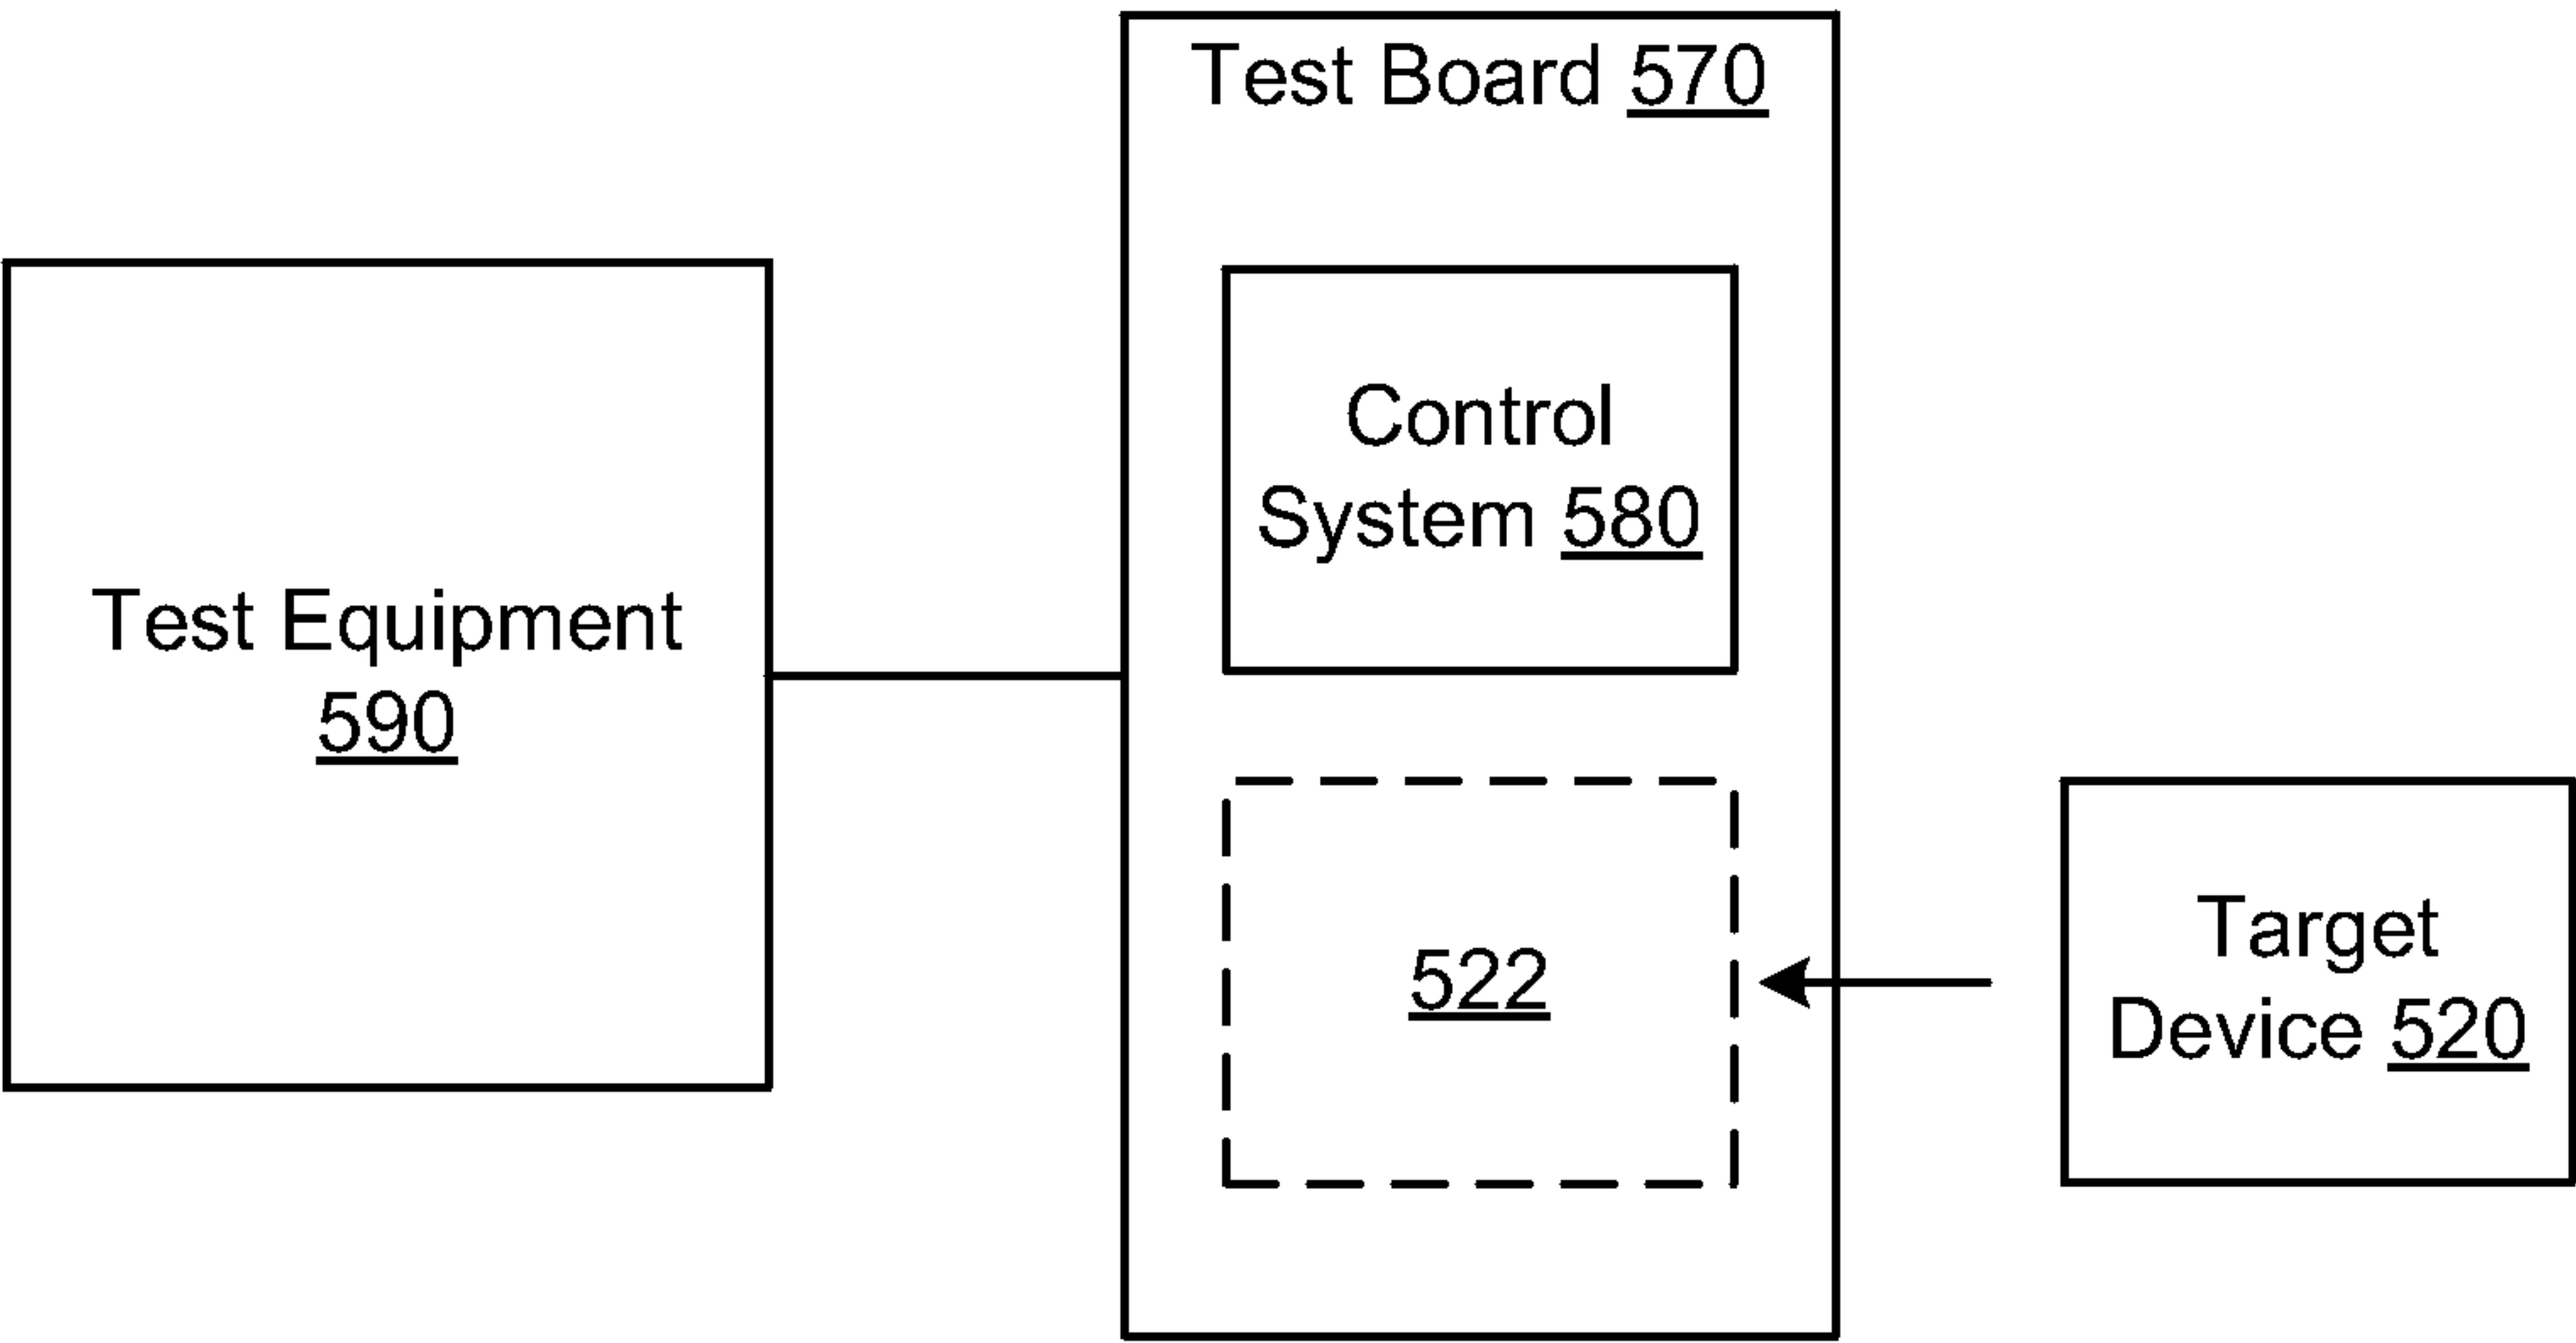 Test Board 570
Control
System 580
Test Equipment
590
522
Target
Device 520